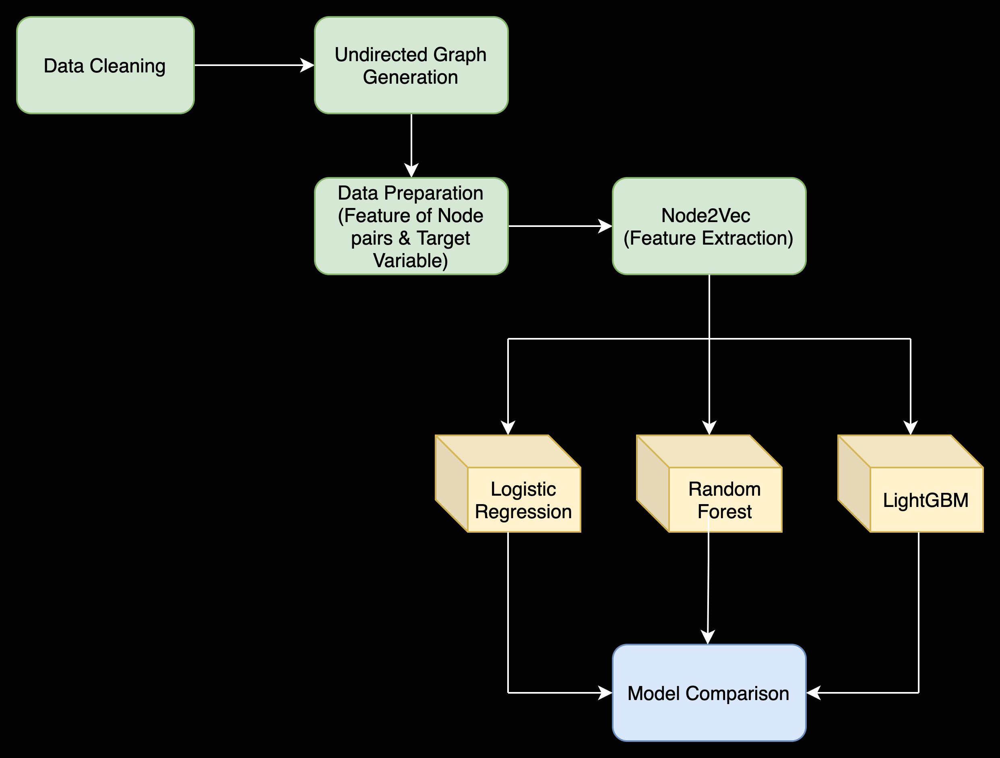 Data Cleaning
Undirected Graph
Generation
Data Preparation
(Feature of Node
pairs & Target
Variable)
Node2Vec
(Feature Extraction)
Logistic
Regression
Random
Forest
LightGBM
Model Comparison